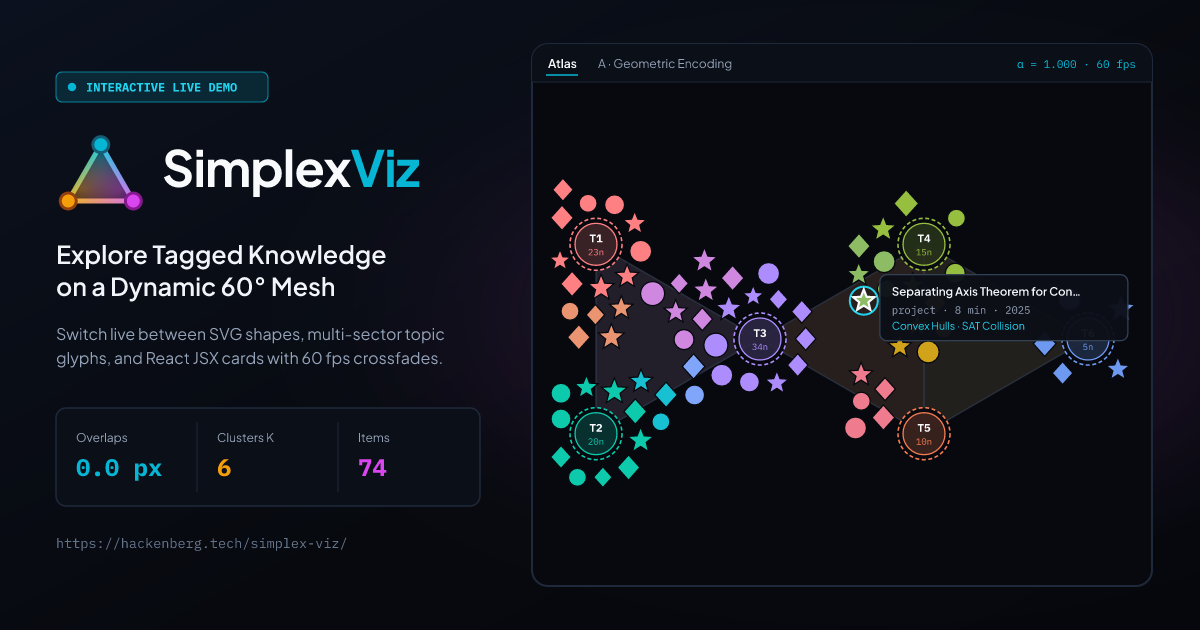 INTERACTIVE LIVE DEMO
SimplexViz
Explore Tagged Knowledge
on a Dynamic 60° Mesh
Switch live between SVG shapes, multi-sector topic
glyphs, and React JSX cards with 60 fps crossfades.
Overlaps
0.0 px
Clusters K
6
Items
74
https://hackenberg.tech/simplex-viz/
Atlas
A · Geometric Encoding
α = 1.000 · 60 fps
T1
23n
T4
15n
Separating Axis Theorem for Con...
project · 8 min · 2025
Convex Hulls · SAT Collision
T3
34n
5n
T2
20n
T5
10n